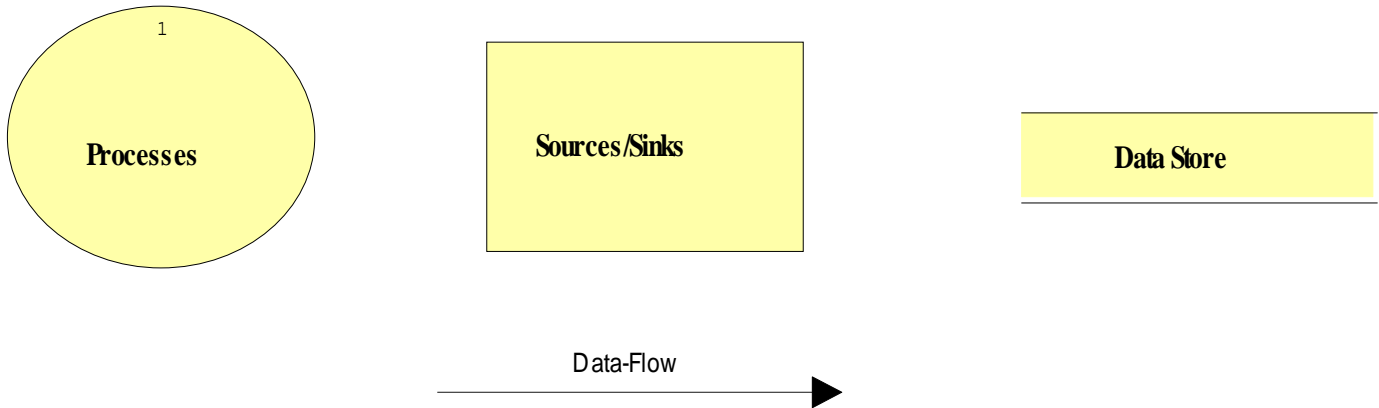 1
Processes
Sources/Sinks
Data Store
Data-Flow